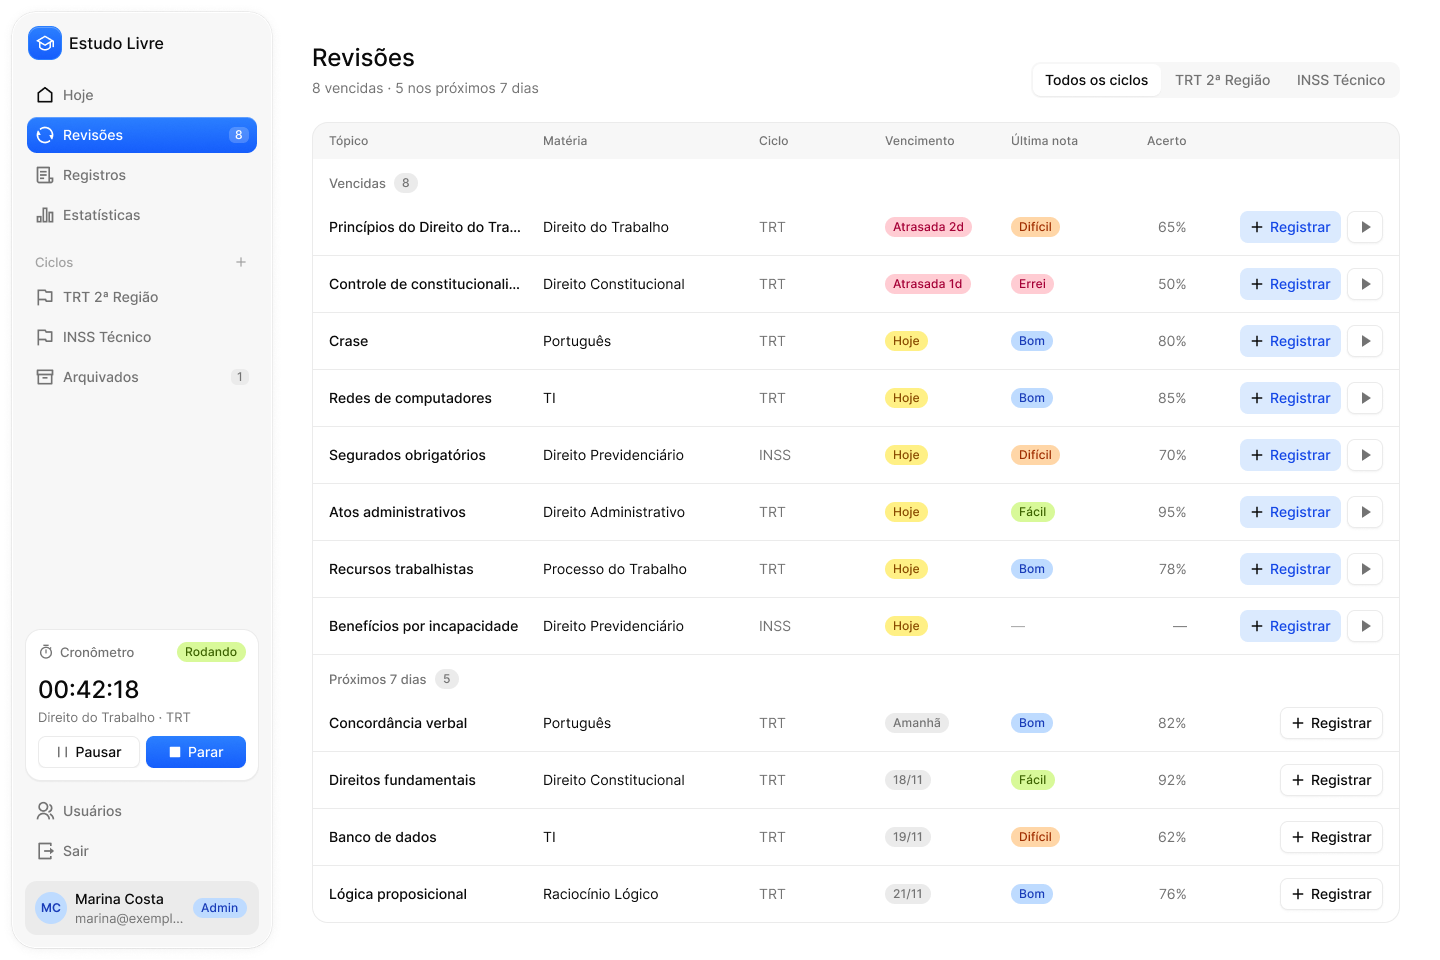 Estudo Livre
Hoje
Revisões 8
Registros
Estatísticas
Ciclos +
TRT 2ª Região
INSS Técnico
Arquivados 1
Cronômetro Rodando
00:42:18
Direito do Trabalho · TRT
Pausar Parar
Usuários
Sair
MC Marina Costa Admin
marina@exempl...
Revisões
8 vencidas · 5 nos próximos 7 dias
Todos os ciclos TRT 2ª Região INSS Técnico
Tópico Matéria Ciclo Vencimento Última nota Acerto
Vencidas 8
Princípios do Direito do Tra... Direito do Trabalho TRT Atrasada 2d Difícil 65% + Registrar
Controle de constitucionali... Direito Constitucional TRT Atrasada 1d Errei 50% + Registrar
Crase Português TRT Hoje Bom 80% + Registrar
Redes de computadores TI TRT Hoje Bom 85% + Registrar
Segurados obrigatórios Direito Previdenciário INSS Hoje Difícil 70% + Registrar
Atos administrativos Direito Administrativo TRT Hoje Fácil 95% + Registrar
Recursos trabalhistas Processo do Trabalho TRT Hoje Bom 78% + Registrar
Benefícios por incapacidade Direito Previdenciário INSS Hoje — — + Registrar
Próximos 7 dias 5
Concordância verbal Português TRT Amanhã Bom 82% + Registrar
Direitos fundamentais Direito Constitucional TRT 18/11 Fácil 92% + Registrar
Banco de dados TI TRT 19/11 Difícil 62% + Registrar
Lógica proposicional Raciocínio Lógico TRT 21/11 Bom 76% + Registrar